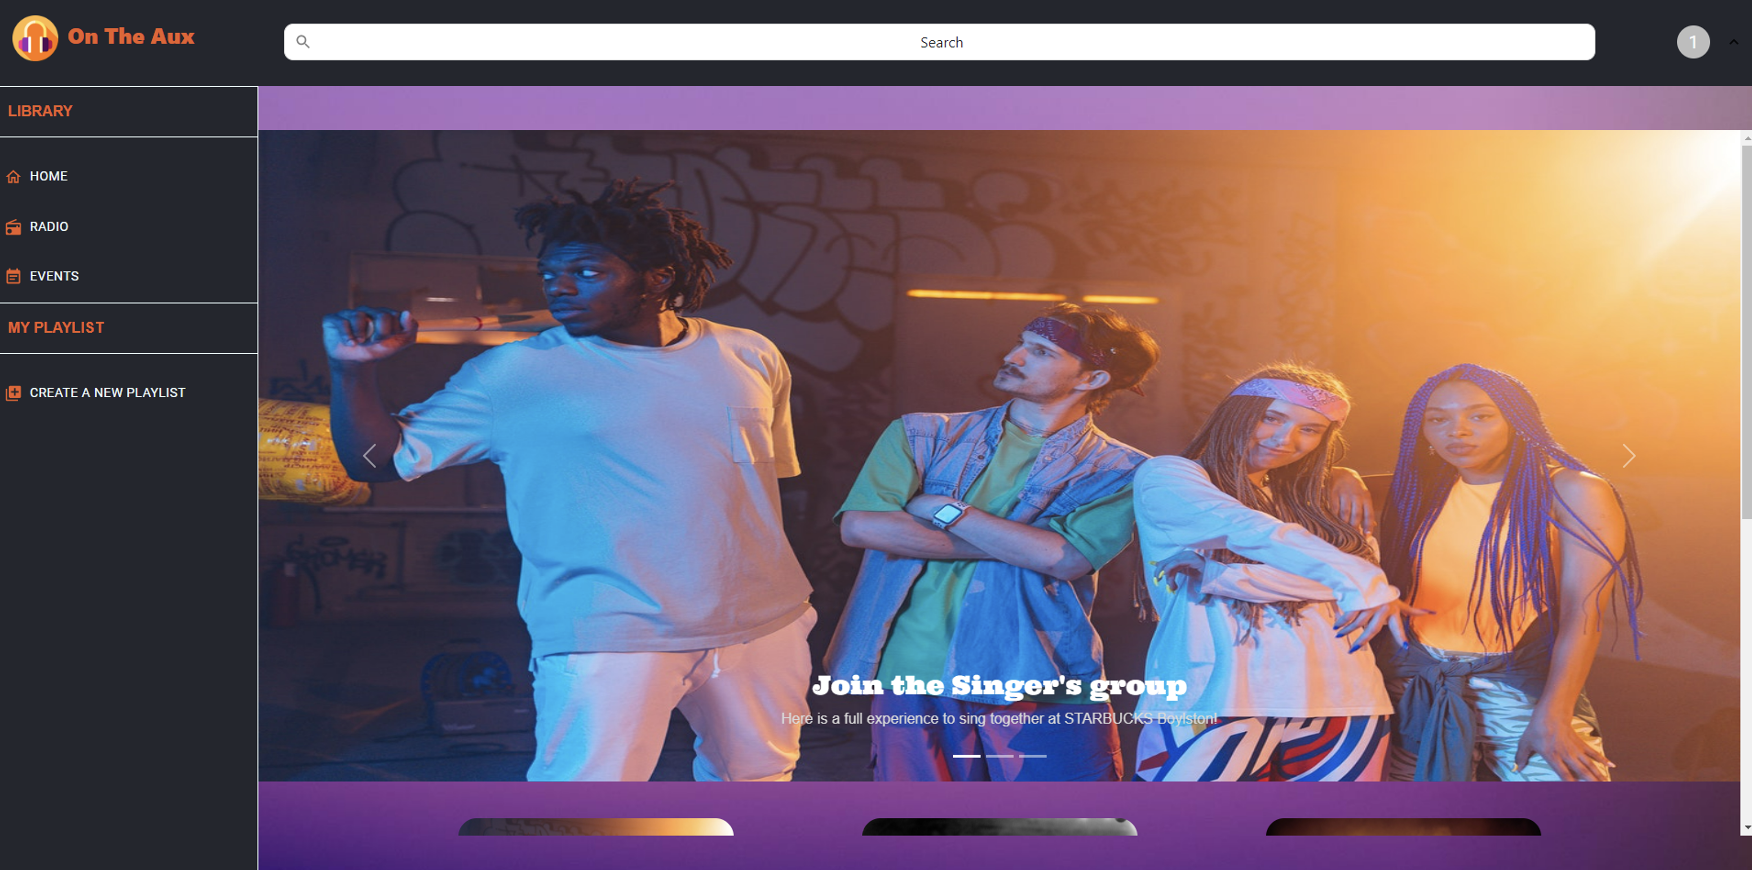 On The Aux
Search
1
LIBRARY
HOME
RADIO
EVENTS
MY PLAYLIST
CREATE A NEW PLAYLIST
Join the Singer's group
Here is a full experience to sing together at STARBUCKS Boylston!